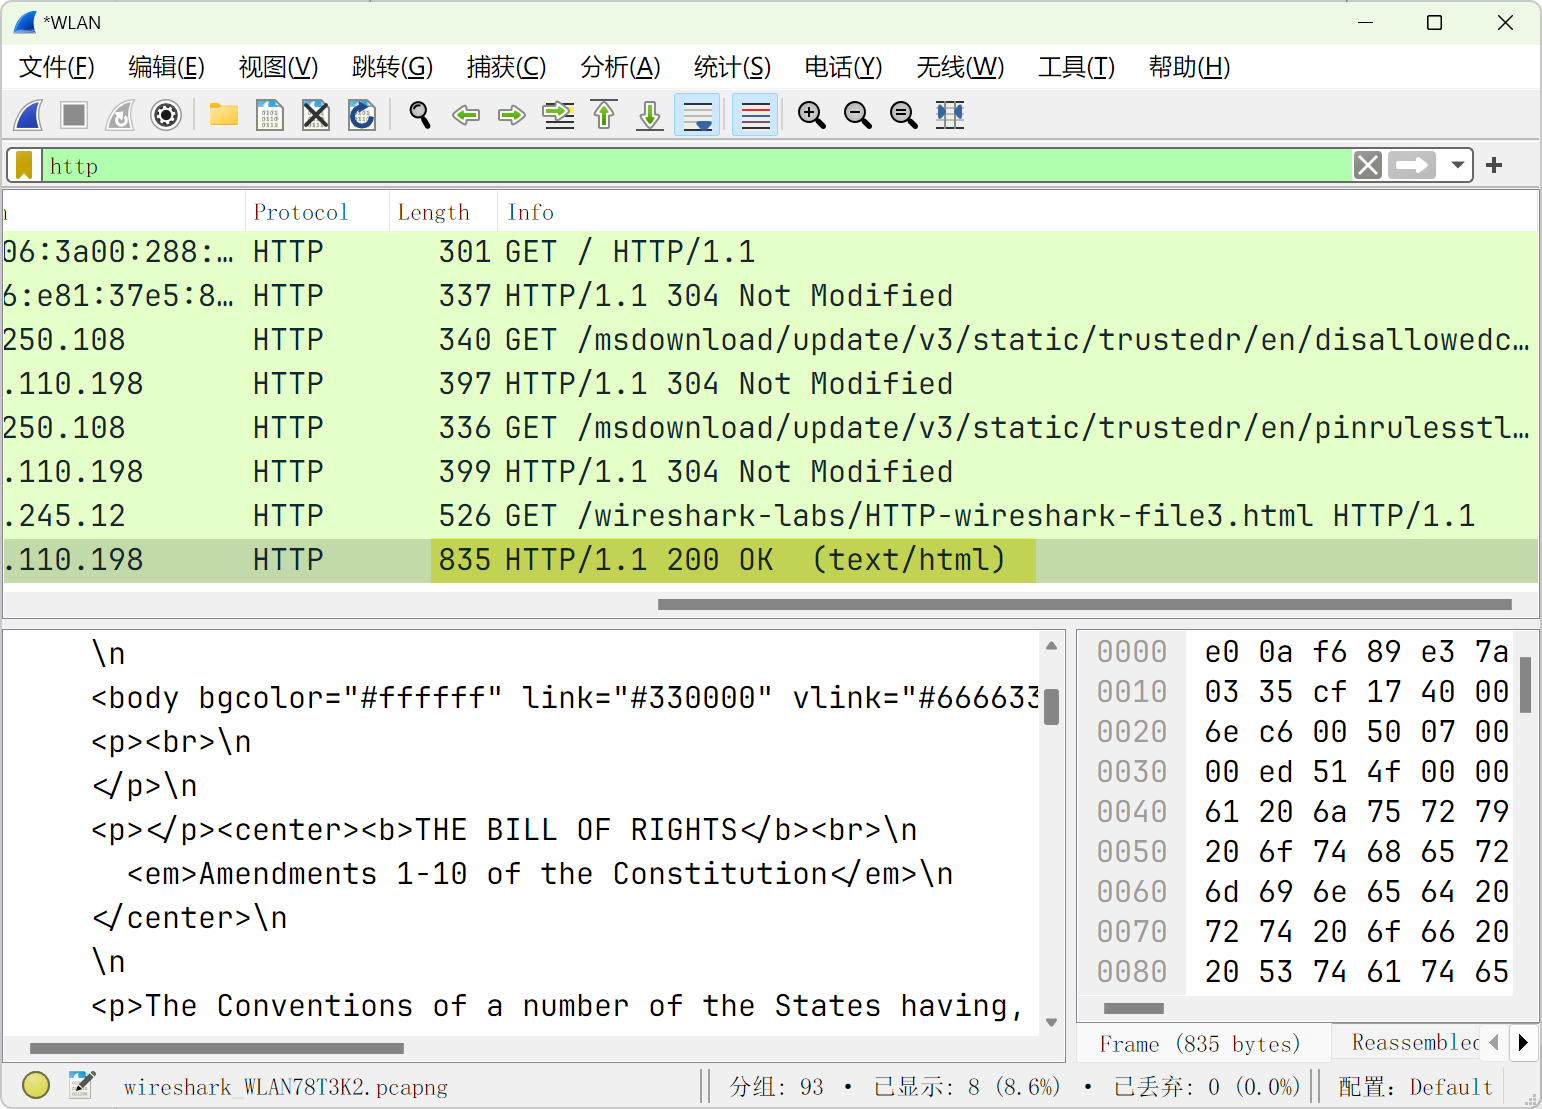 *WLAN
文件(F) 编辑(E) 视图(V) 跳转(G) 捕获(C) 分析(A) 统计(S) 电话(Y) 无线(W) 工具(T) 帮助(H)
http
Protocol Length Info
06:3a00:288:… HTTP 301 GET / HTTP/1.1
6:e81:37e5:8… HTTP 337 HTTP/1.1 304 Not Modified
250.108 HTTP 340 GET /msdownload/update/v3/static/trustedr/en/disallowedc…
.110.198 HTTP 397 HTTP/1.1 304 Not Modified
250.108 HTTP 336 GET /msdownload/update/v3/static/trustedr/en/pinrulesstl…
.110.198 HTTP 399 HTTP/1.1 304 Not Modified
.245.12 HTTP 526 GET /wireshark-labs/HTTP-wireshark-file3.html HTTP/1.1
.110.198 HTTP 835 HTTP/1.1 200 OK (text/html)
\n
<body bgcolor="#ffffff" link="#330000" vlink="#666633
<p><br>\n
</p>\n
<p></p><center><b>THE BILL OF RIGHTS</b><br>\n
<em>Amendments 1-10 of the Constitution</em>\n
</center>\n
\n
<p>The Conventions of a number of the States having,
0000 e0 0a f6 89 e3 7a
0010 03 35 cf 17 40 00
0020 6e c6 00 50 07 00
0030 00 ed 51 4f 00 00
0040 61 20 6a 75 72 79
0050 20 6f 74 68 65 72
0060 6d 69 6e 65 64 20
0070 72 74 20 6f 66 20
0080 20 53 74 61 74 65
Frame (835 bytes) Reassembled
wireshark_WLAN78T3K2.pcapng 分组: 93 · 已显示: 8 (8.6%) · 已丢弃: 0 (0.0%) 配置: Default